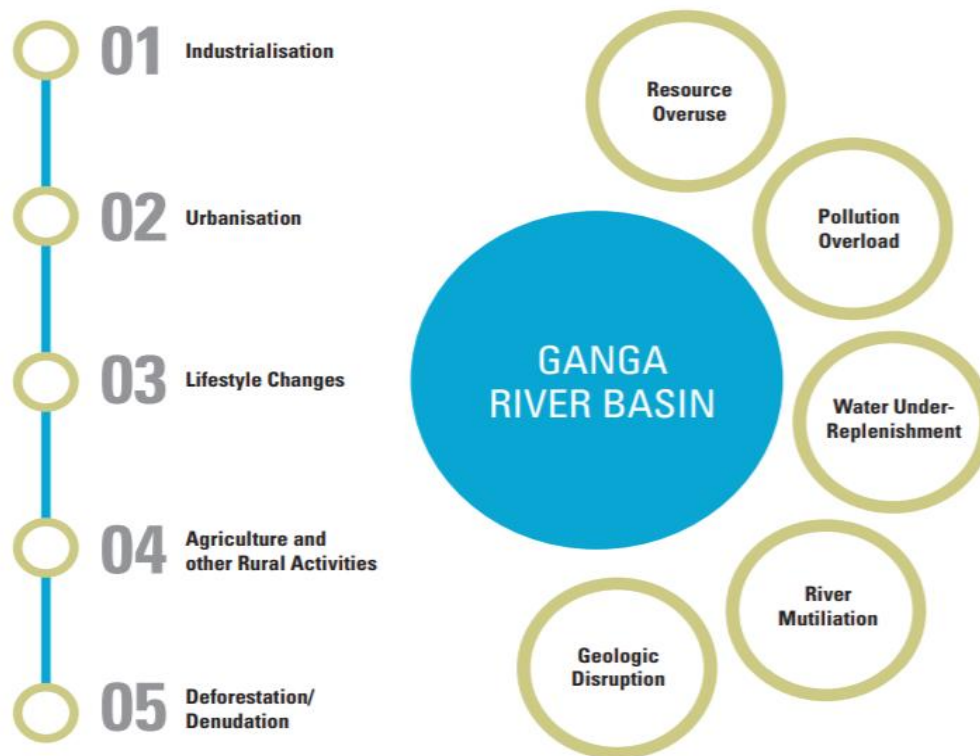 01 Industrialisation
02 Urbanisation
03 Lifestyle Changes
04 Agriculture and
other Rural Activities
05 Deforestation/
Denudation
GANGA
RIVER BASIN
Resource
Overuse
Pollution
Overload
Water Under-
Replenishment
River
Mutiliation
Geologic
Disruption